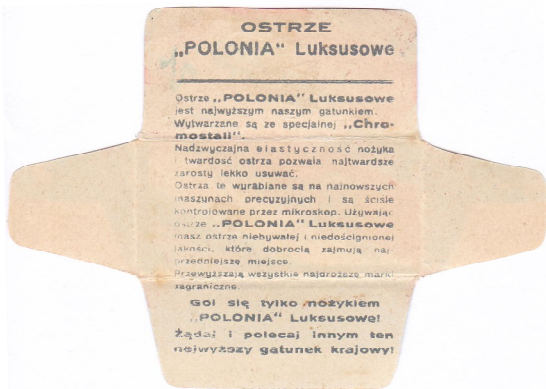 OSTRZE
„POLONIA" Luksusowe
Ostrze „POLONIA" Luksusowe
jest najwyższym naszym gatunkiem.
Wytwarzane są ze specjalnej „Chro-
mostali".
Nadzwyczajna elastyczność nożyka
i twardość ostrza pozwala najtwardsze
zarosty lekko usuwać.
Ostrza te wyrabiane są na najnowszych
maszynach precyzyjnych i są ściśle
kontrolowane przez mikroskop. Używając
ostrze „POLONIA" Luksusowe
masz ostrze niebywałej i niedoścignionej
jakości, które dobrocią zajmują naj-
przedniejsze miejsce.
Przewyższają wszystkie najdroższe marki
zagraniczne.
Gol się tylko nożykiem
„POLONIA" Luksusowe!
Żądaj i polecaj innym ten
najwyższy gatunek krajowy!